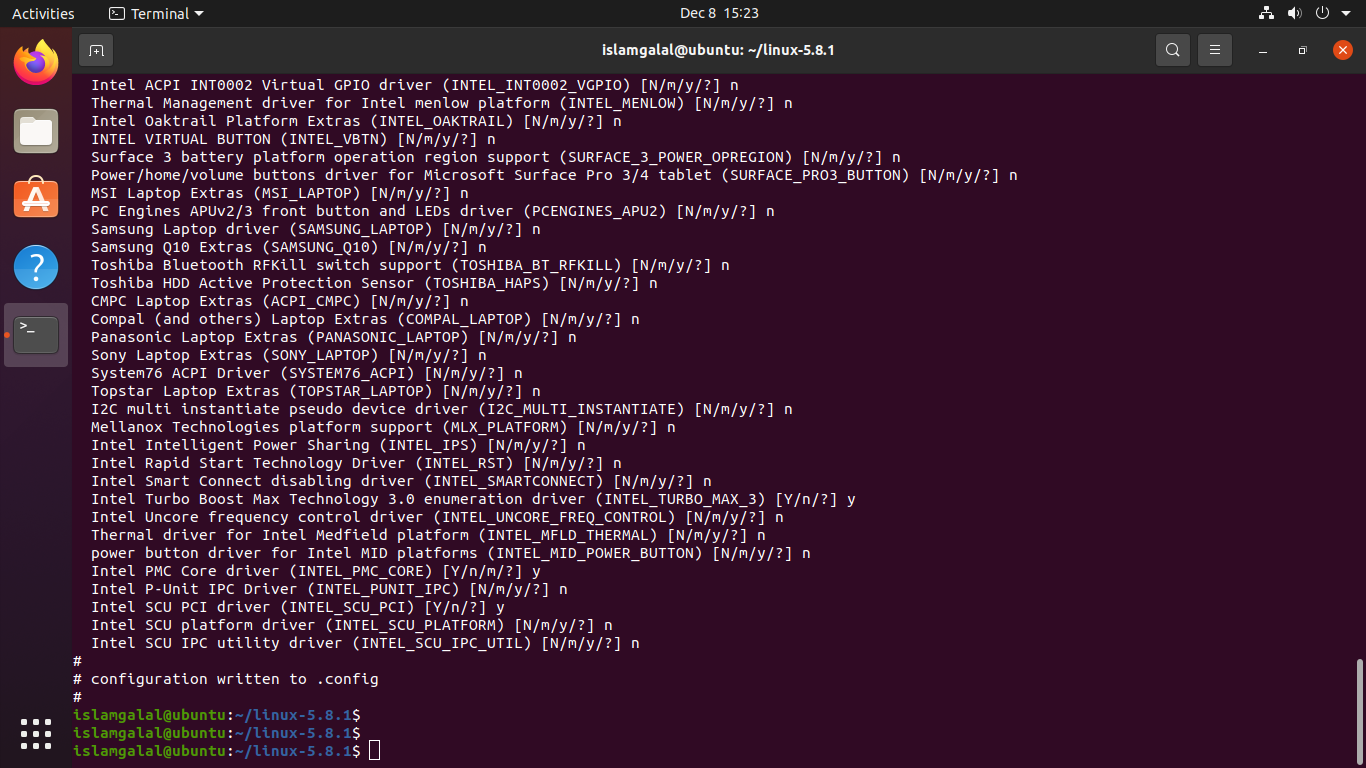 Activities
Terminal
Dec 8 15:23
islamgalal@ubuntu: ~/linux-5.8.1
Intel ACPI INT0002 Virtual GPIO driver (INTEL_INT0002_VGPIO) [N/m/y/?] n
Thermal Management driver for Intel menlow platform (INTEL_MENLOW) [N/m/y/?] n
Intel Oaktrail Platform Extras (INTEL_OAKTRAIL) [N/m/y/?] n
INTEL VIRTUAL BUTTON (INTEL_VBTN) [N/m/y/?] n
Surface 3 battery platform operation region support (SURFACE_3_POWER_OPREGION) [N/m/y/?] n
Power/home/volume buttons driver for Microsoft Surface Pro 3/4 tablet (SURFACE_PRO3_BUTTON) [N/m/y/?] n
MSI Laptop Extras (MSI_LAPTOP) [N/m/y/?] n
PC Engines APUv2/3 front button and LEDs driver (PCENGINES_APU2) [N/m/y/?] n
Samsung Laptop driver (SAMSUNG_LAPTOP) [N/m/y/?] n
Samsung Q10 Extras (SAMSUNG_Q10) [N/m/y/?] n
Toshiba Bluetooth RFKill switch support (TOSHIBA_BT_RFKILL) [N/m/y/?] n
Toshiba HDD Active Protection Sensor (TOSHIBA_HAPS) [N/m/y/?] n
CMPC Laptop Extras (ACPI_CMPC) [N/m/y/?] n
Compal (and others) Laptop Extras (COMPAL_LAPTOP) [N/m/y/?] n
Panasonic Laptop Extras (PANASONIC_LAPTOP) [N/m/y/?] n
Sony Laptop Extras (SONY_LAPTOP) [N/m/y/?] n
System76 ACPI Driver (SYSTEM76_ACPI) [N/m/y/?] n
Topstar Laptop Extras (TOPSTAR_LAPTOP) [N/m/y/?] n
I2C multi instantiate pseudo device driver (I2C_MULTI_INSTANTIATE) [N/m/y/?] n
Mellanox Technologies platform support (MLX_PLATFORM) [N/m/y/?] n
Intel Intelligent Power Sharing (INTEL_IPS) [N/m/y/?] n
Intel Rapid Start Technology Driver (INTEL_RST) [N/m/y/?] n
Intel Smart Connect disabling driver (INTEL_SMARTCONNECT) [N/m/y/?] n
Intel Turbo Boost Max Technology 3.0 enumeration driver (INTEL_TURBO_MAX_3) [Y/n/?] y
Intel Uncore frequency control driver (INTEL_UNCORE_FREQ_CONTROL) [N/m/y/?] n
Thermal driver for Intel Medfield platform (INTEL_MFLD_THERMAL) [N/m/y/?] n
power button driver for Intel MID platforms (INTEL_MID_POWER_BUTTON) [N/m/y/?] n
Intel PMC Core driver (INTEL_PMC_CORE) [Y/n/m/?] y
Intel P-Unit IPC Driver (INTEL_PUNIT_IPC) [N/m/y/?] n
Intel SCU PCI driver (INTEL_SCU_PCI) [Y/n/?] y
Intel SCU platform driver (INTEL_SCU_PLATFORM) [N/m/y/?] n
Intel SCU IPC utility driver (INTEL_SCU_IPC_UTIL) [N/m/y/?] n
#
# configuration written to .config
#
islamgalal@ubuntu:~/linux-5.8.1$
islamgalal@ubuntu:~/linux-5.8.1$
islamgalal@ubuntu:~/linux-5.8.1$